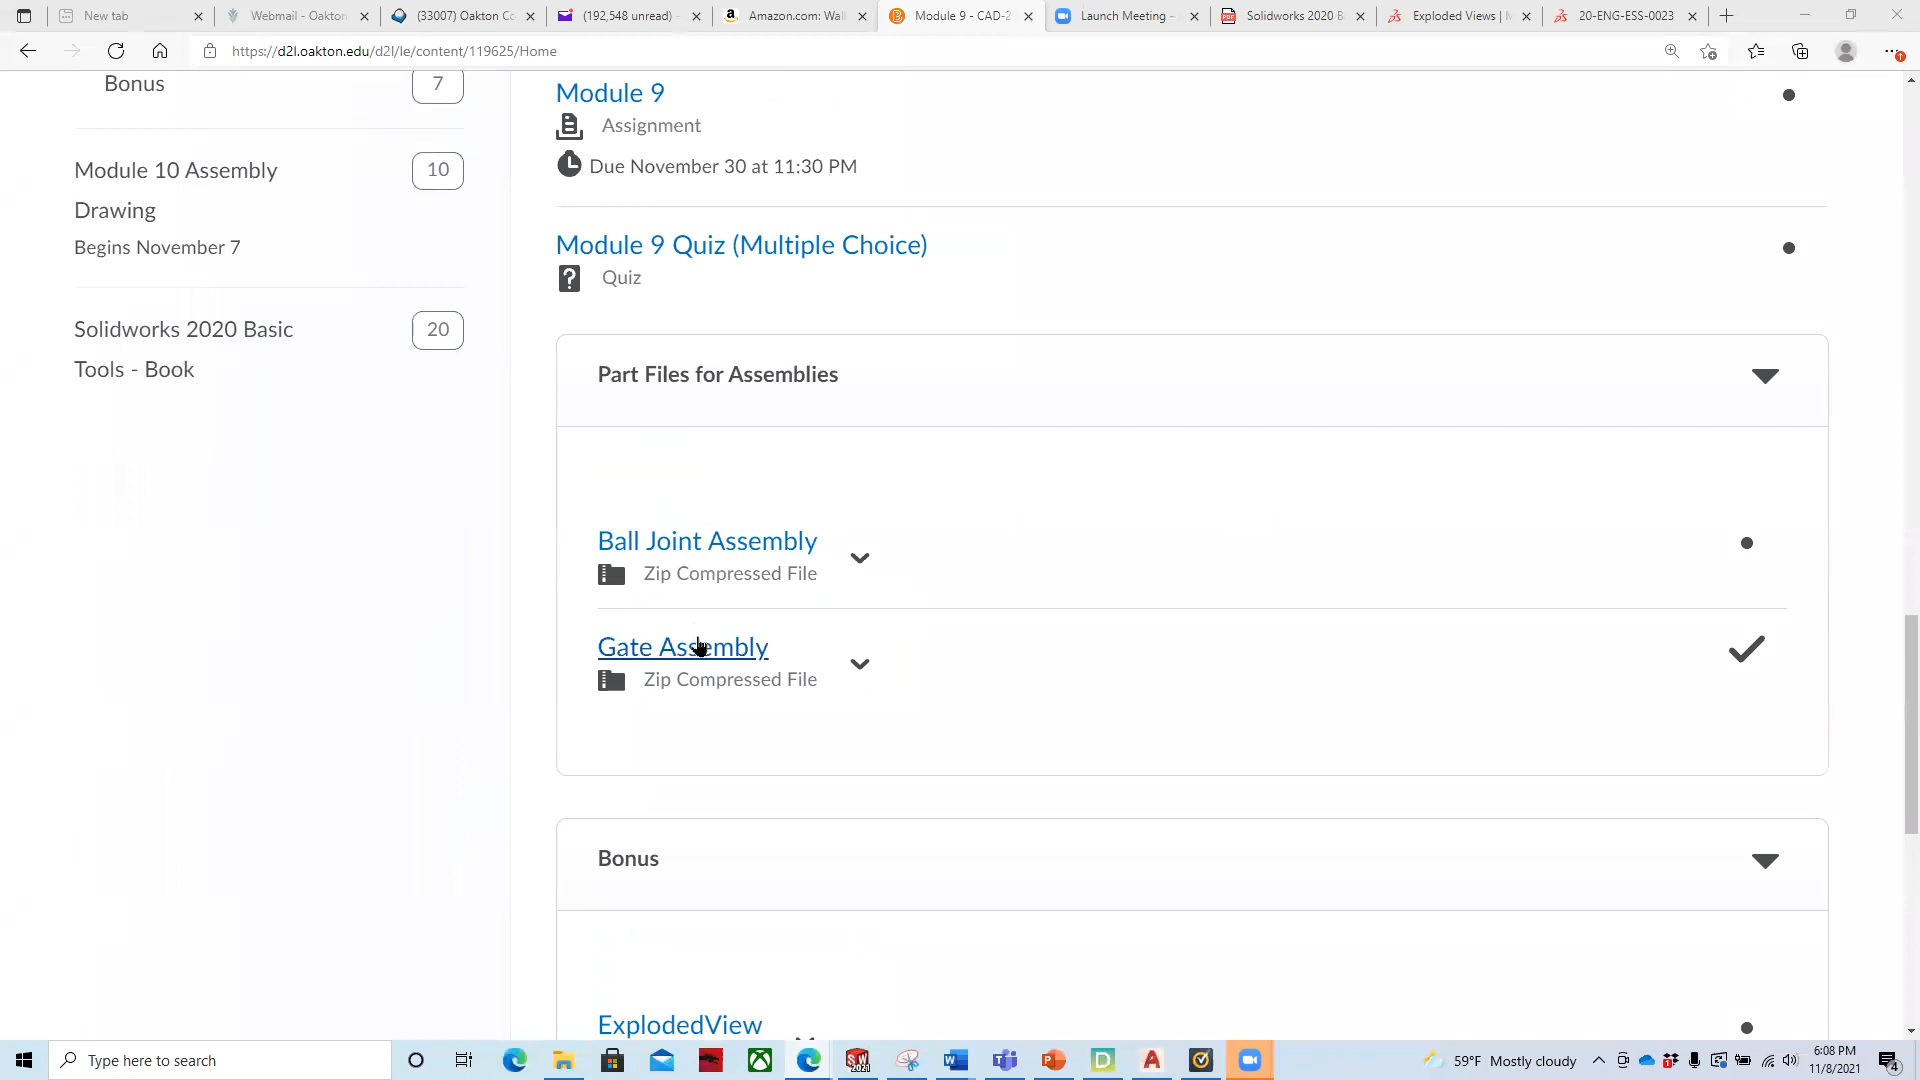 New tab
Webmail - Oakton
(33007) Oakton Cc
(192,548 unread) -
Amazon.com: Wall
Module 9 - CAD-2
Launch Meeting -
Solidworks 2020 B
Exploded Views |
20-ENG-ESS-0023
https://d2l.oakton.edu/d2l/le/content/119625/Home
Bonus
7
Module 10 Assembly
Drawing
10
Begins November 7
Solidworks 2020 Basic
Tools - Book
20
Module 9
Assignment
Due November 30 at 11:30 PM
Module 9 Quiz (Multiple Choice)
Quiz
Part Files for Assemblies
Ball Joint Assembly
Zip Compressed File
Gate Assembly
Zip Compressed File
Bonus
ExplodedView
Type here to search
59°F Mostly cloudy
6:08 PM
11/8/2021